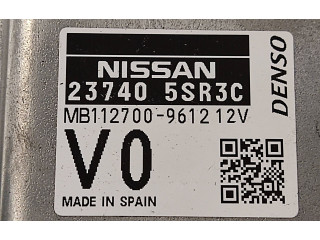 NISSAN
23740 5SR3C
MB112700-9612 12V
V0
MADE IN SPAIN
DENSO